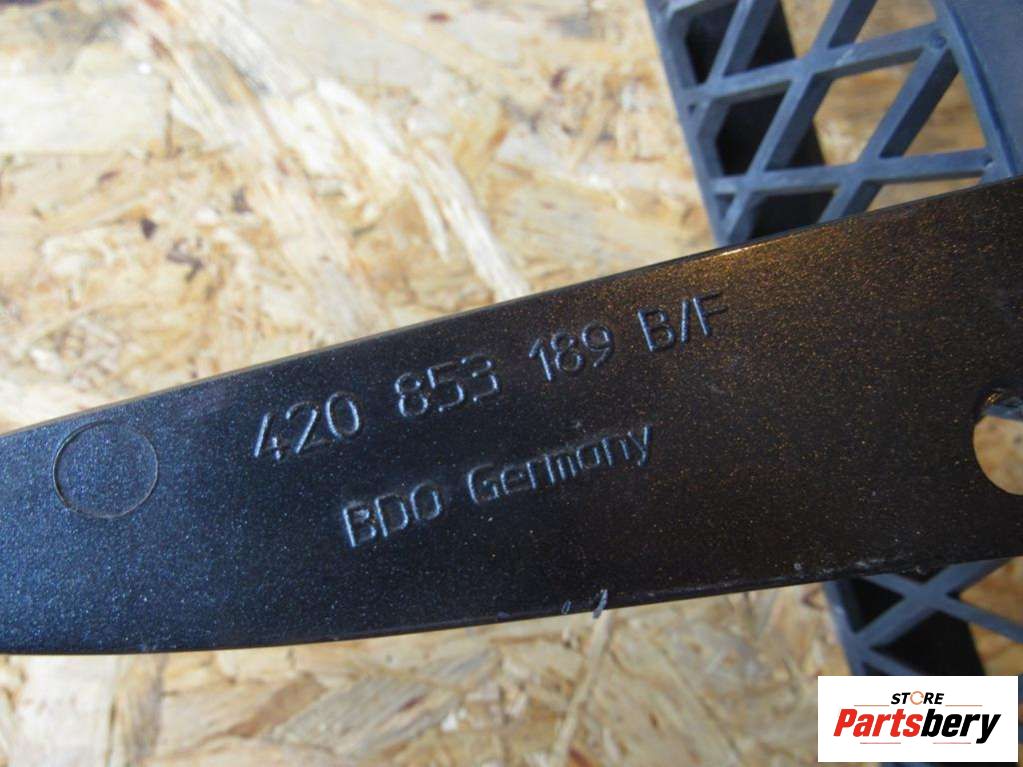 420 853 189 B/F
BDO Germany
STORE
Partsbery